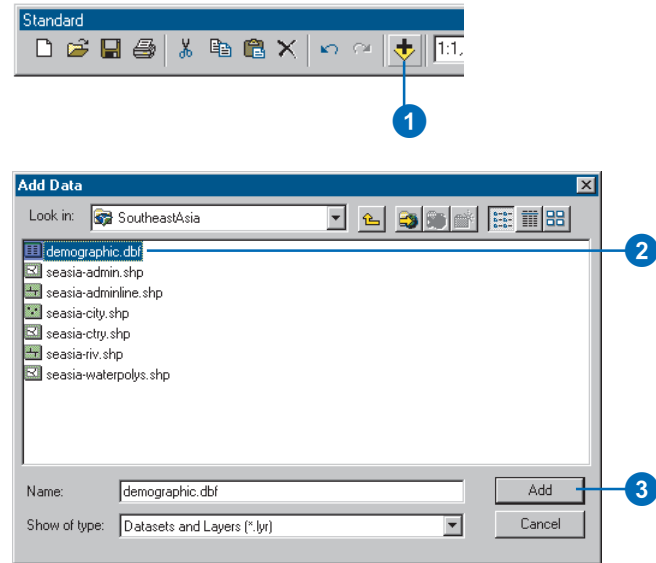 Standard
1:1,
1
Add Data
Look in: SoutheastAsia
demographic.dbf
2
seasia-admin.shp
seasia-adminline.shp
seasia-city.shp
seasia-ctry.shp
seasia-riv.shp
seasia-waterpolys.shp
Name: demographic.dbf Add
3
Show of type: Datasets and Layers (*.lyr) Cancel